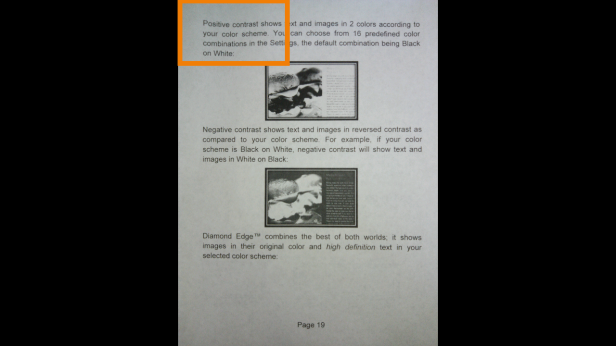 Positive contrast shows text and images in 2 colors according to
your color scheme. You can choose from 16 predefined color
combinations in the Settings, the default combination being Black
on White:
Negative contrast shows text and images in reversed contrast as
compared to your color scheme. For example, if your color
scheme is Black on White, negative contrast will show text and
images in White on Black:
Diamond Edge™ combines the best of both worlds; it shows
images in their original color and high definition text in your
selected color scheme:
Page 19